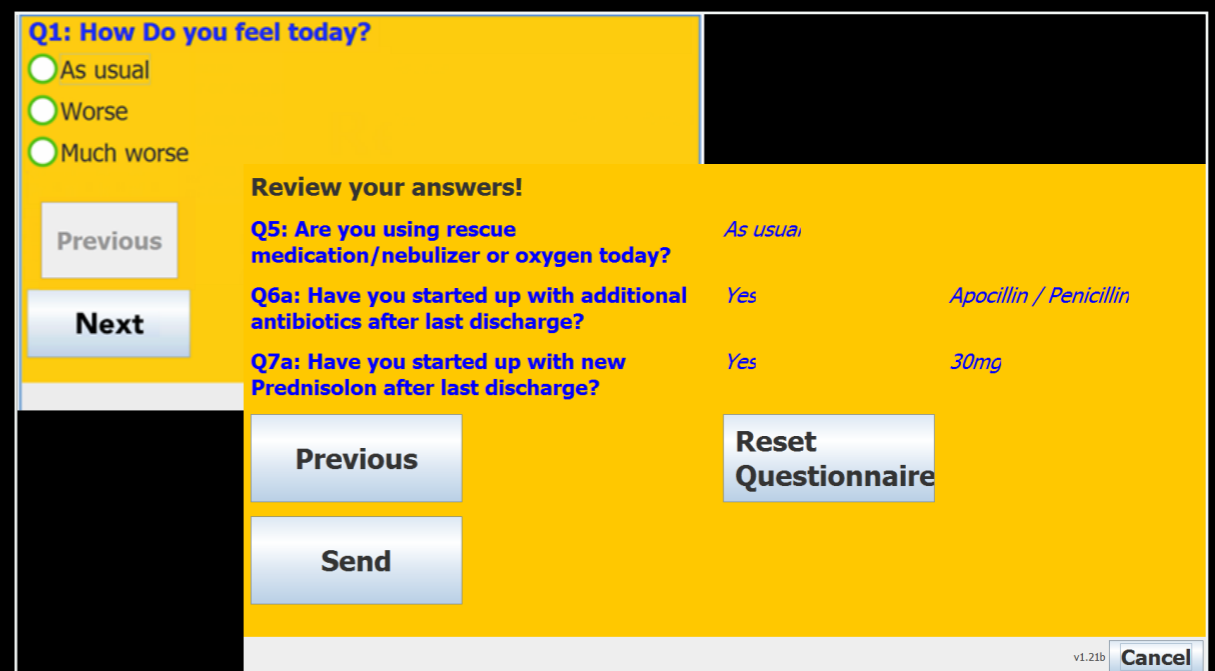 Q1: How Do you feel today?
As usual
Worse
Much worse
Previous
Next
Review your answers!
Q5: Are you using rescue
medication/nebulizer or oxygen today?
As usual
Q6a: Have you started up with additional
antibiotics after last discharge?
Yes
Apocillin / Penicillin
Q7a: Have you started up with new
Prednisolon after last discharge?
Yes
30mg
Previous
Reset
Questionnaire
Send
v1.21b
Cancel